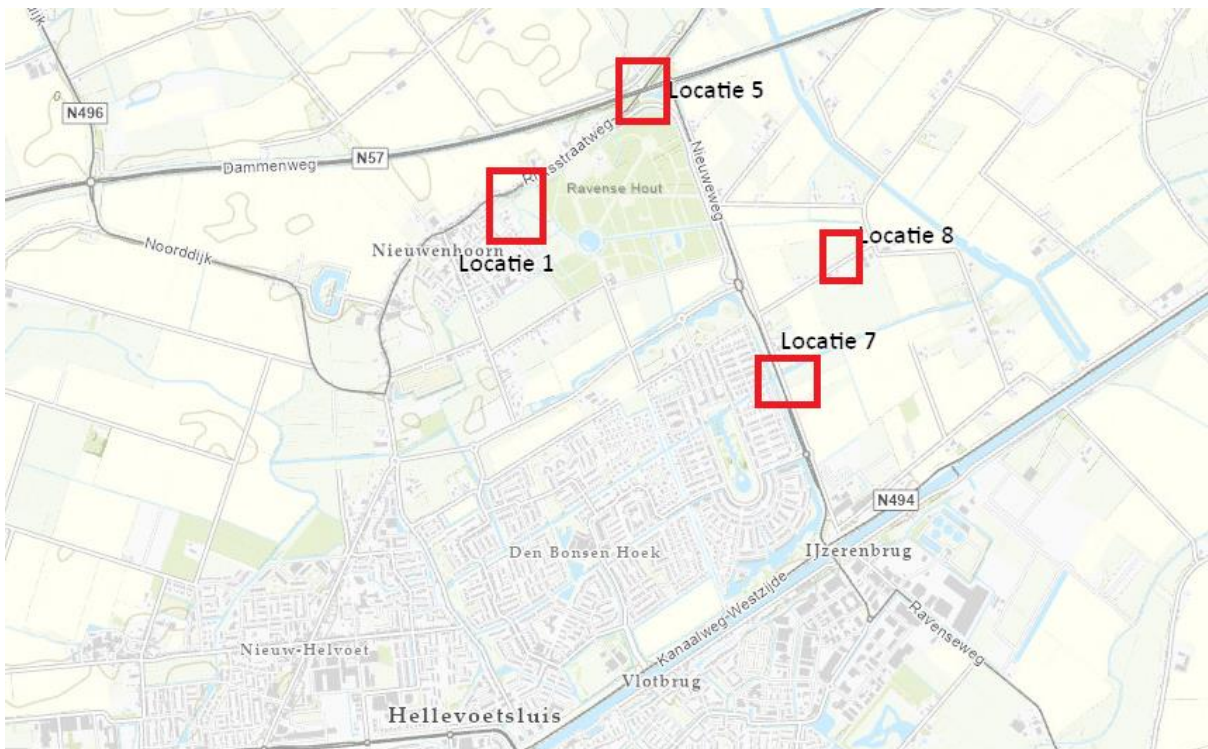 Locatie 5
N496
N57
Dammenweg
Rijksstraatweg
Ravense Hout
Nieuweweg
Noorddijk
Nieuwenhoorn
Locatie 1
Locatie 8
Locatie 7
N494
Den Bonsen Hoek
IJzerenbrug
Kanaalweg-Westzijde
Ravenseweg
Nieuw-Helvoet
Vlotbrug
Hellevoetsluis